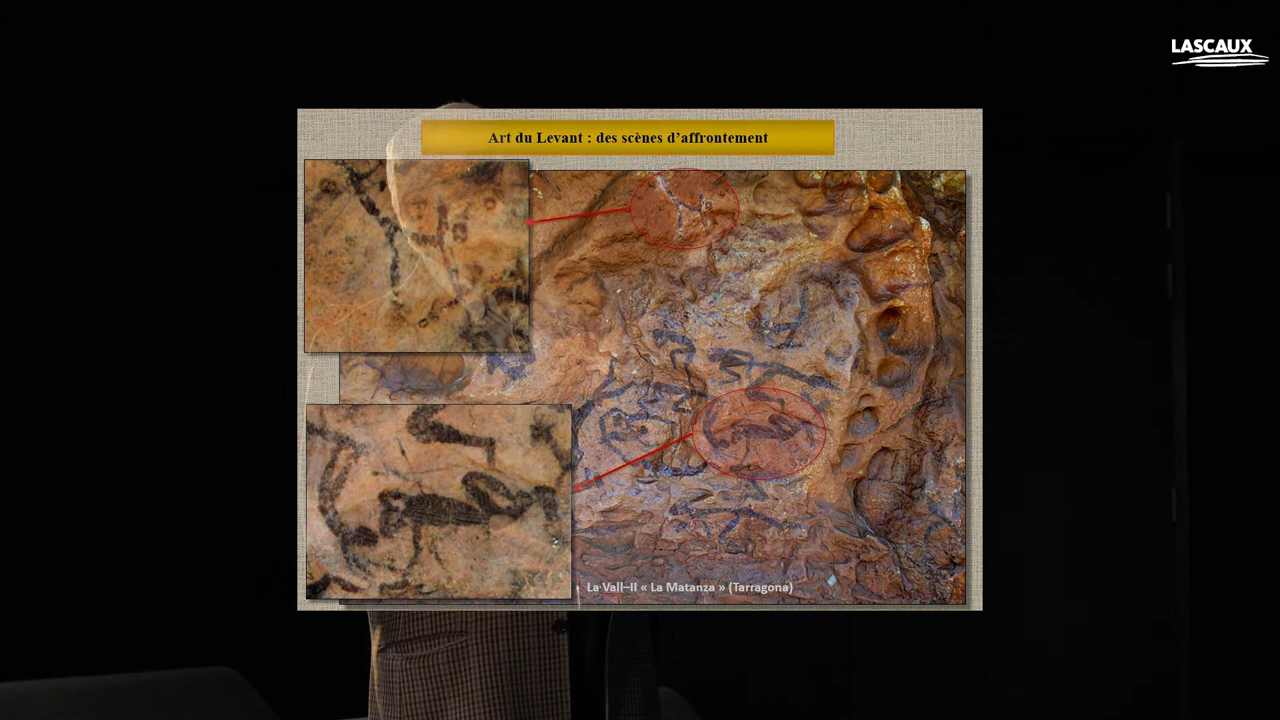 LASCAUX
Art du Levant : des scènes d’affrontement
La Vall–II « La Matanza » (Tarragona)